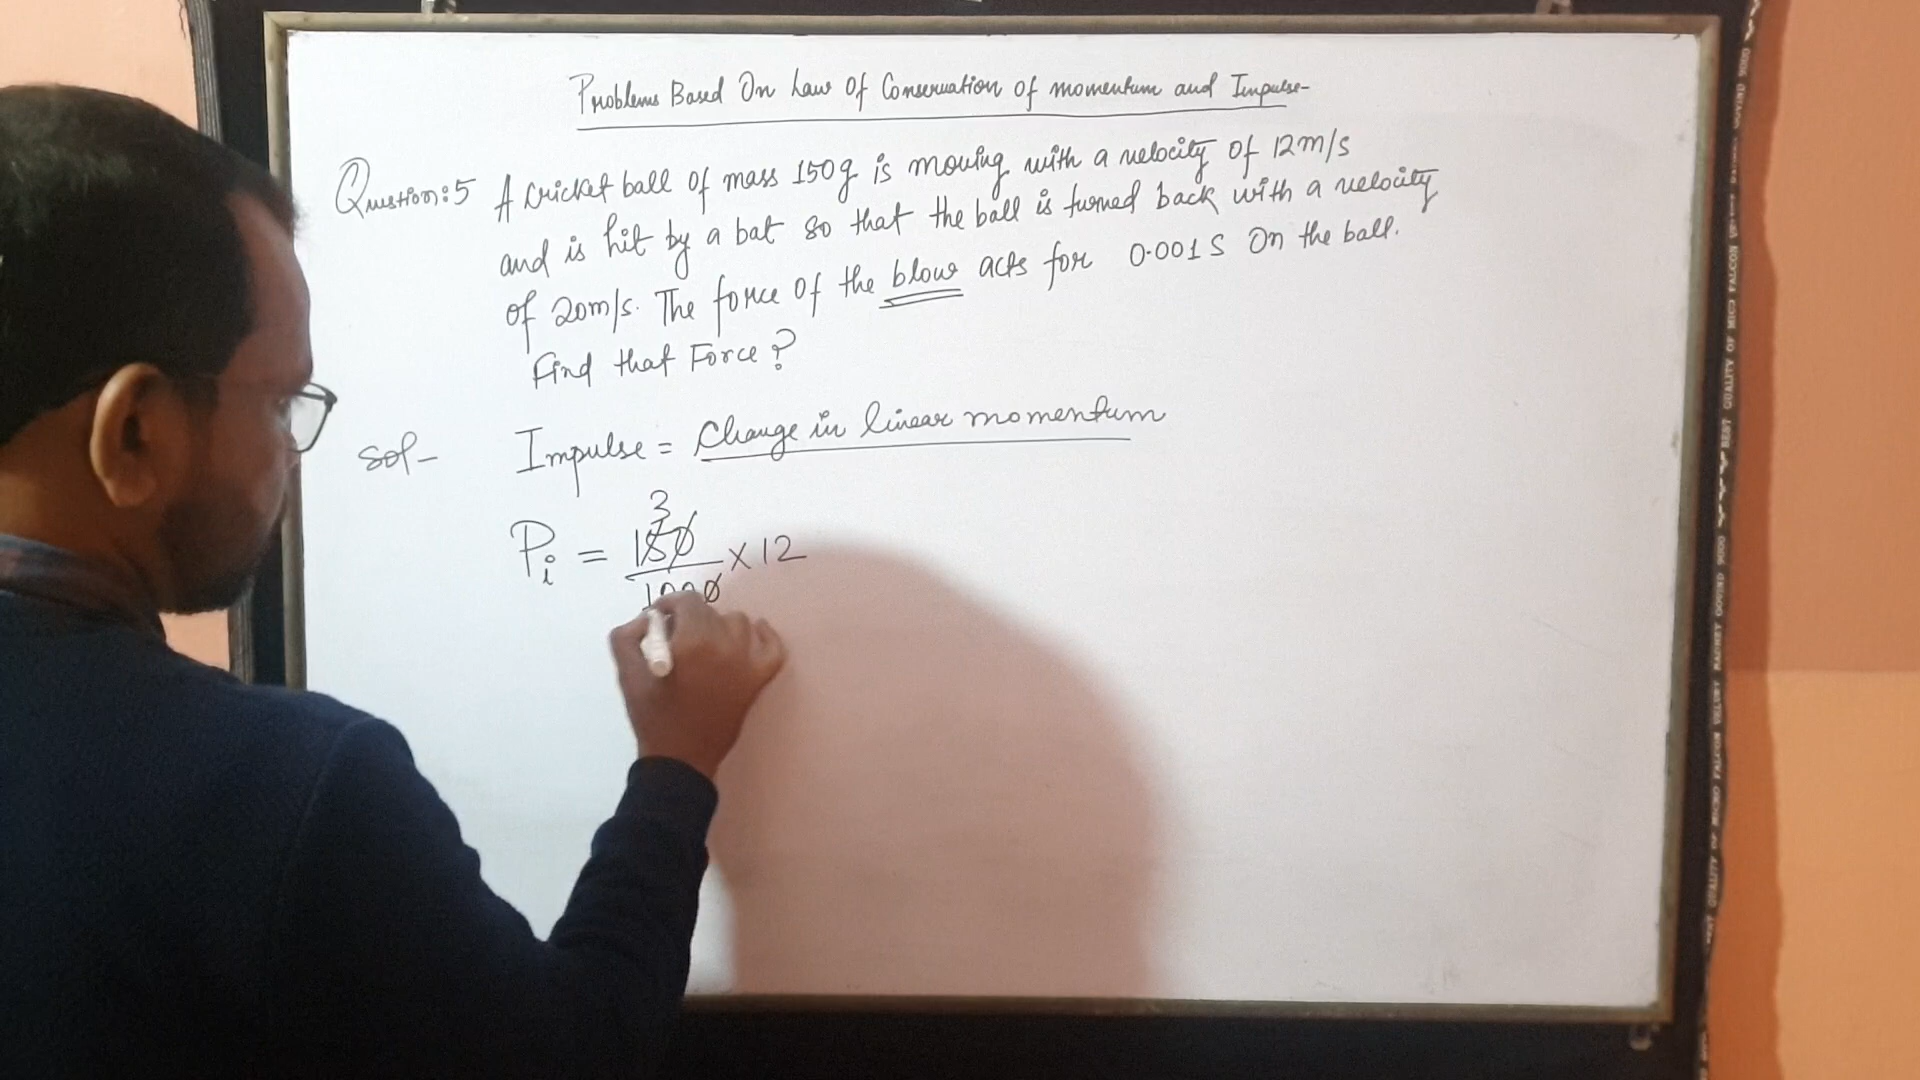 Problems Based On Law Of Conservation Of momentum and Impulse-
Question:5 A cricket ball of mass 150g is moving with a velocity of 12m/s
and is hit by a bat so that the ball is turned back with a velocity
of 20m/s. The force of the blow acts for 0.001S On the ball.
Find that Force?
Sol- Impulse = Change in linear momentum
3
Pi = 150/1000 X 12